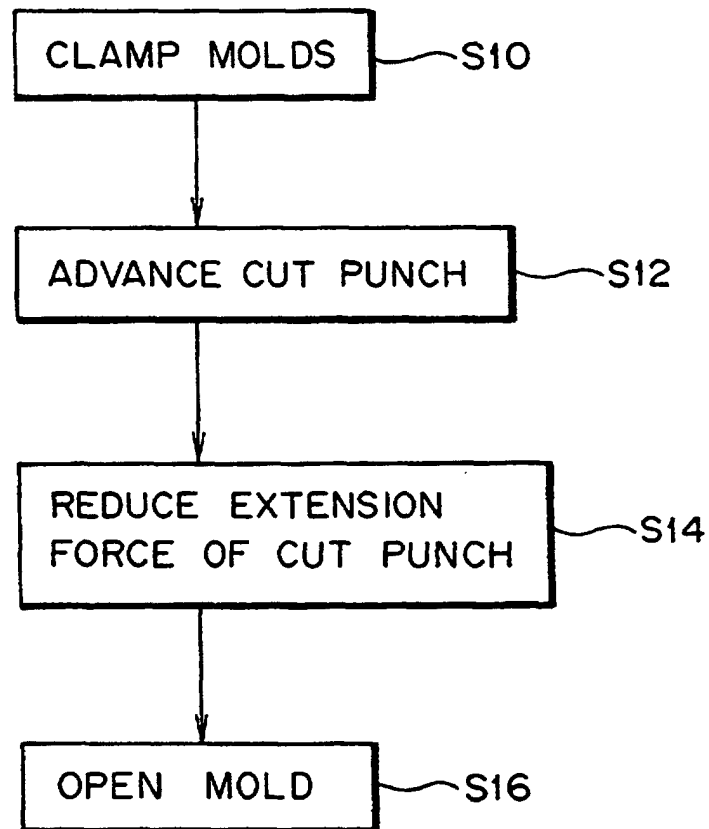 CLAMP MOLDS
S10
ADVANCE CUT PUNCH
S12
REDUCE EXTENSION
FORCE OF CUT PUNCH
S14
OPEN MOLD
S16